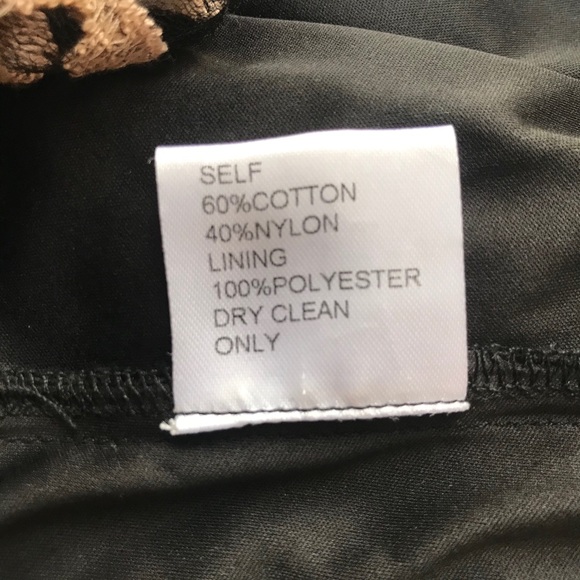 SELF
60%COTTON
40%NYLON
LINING
100%POLYESTER
DRY CLEAN
ONLY